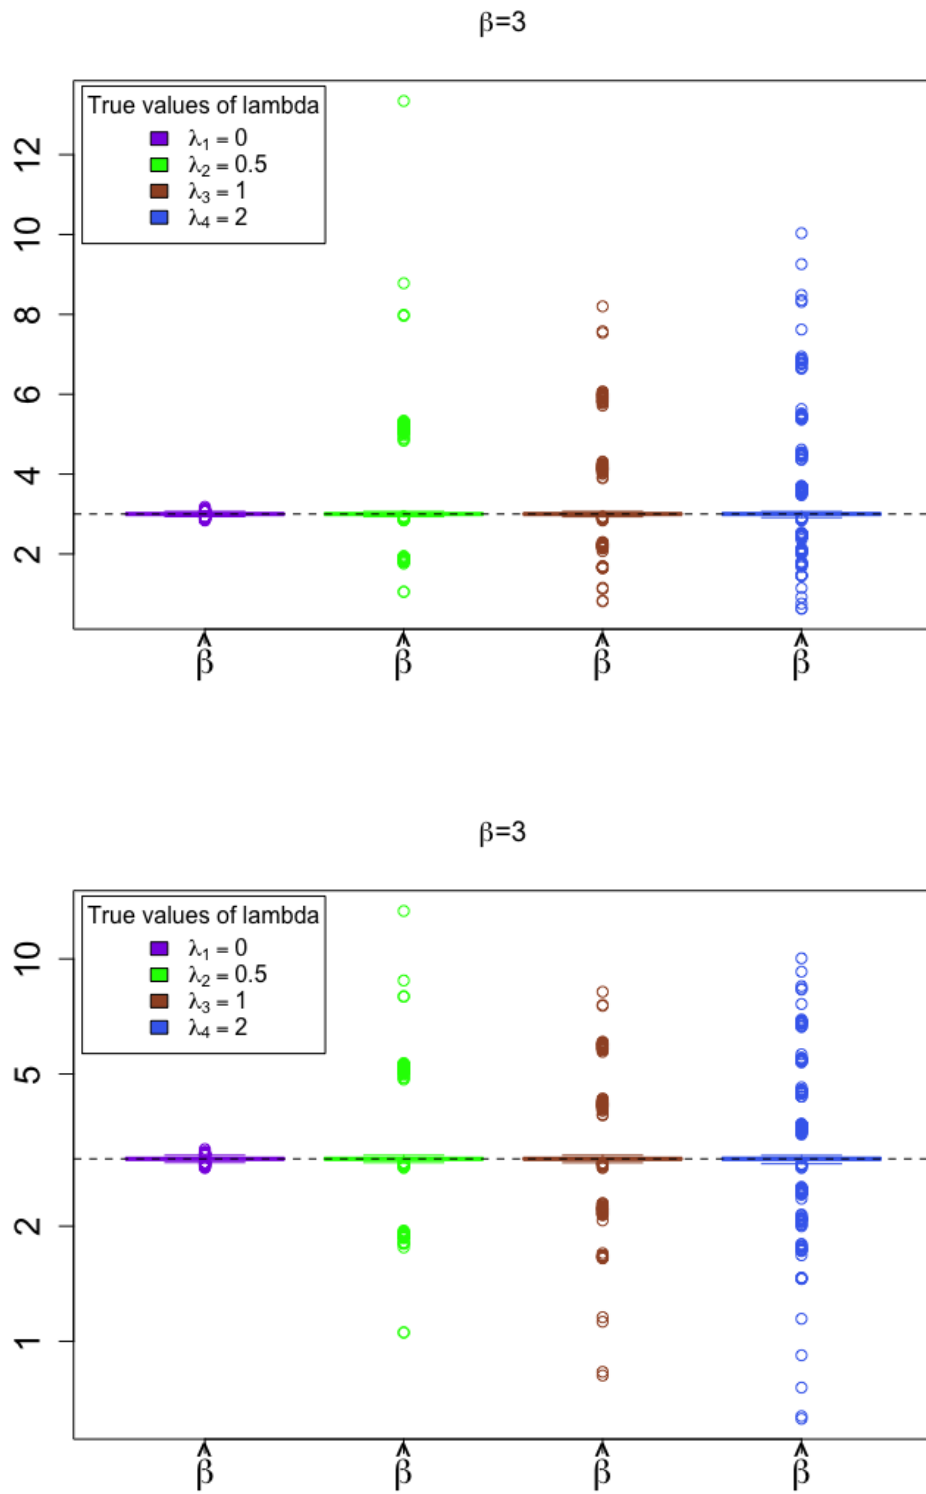 β=3
True values of lambda
λ₁ = 0
λ₂ = 0.5
λ₃ = 1
λ₄ = 2
12
10
8
6
4
2
β̂ β̂ β̂ β̂
β=3
True values of lambda
λ₁ = 0
λ₂ = 0.5
λ₃ = 1
λ₄ = 2
10
5
2
1
β̂ β̂ β̂ β̂